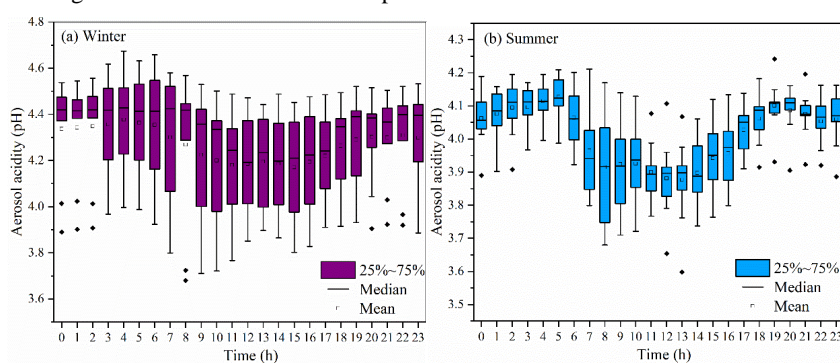 (a) Winter
Aerosol acidity (pH)
4.8
4.6
4.4
4.2
4.0
3.8
3.6
25%~75%
Median
Mean
0 1 2 3 4 5 6 7 8 9 10 11 12 13 14 15 16 17 18 19 20 21 22 23
Time (h)
(b) Summer
Aerosol acidity (pH)
4.3
4.2
4.1
4.0
3.9
3.8
3.7
3.6
3.5
25%~75%
Median
Mean
0 1 2 3 4 5 6 7 8 9 10 11 12 13 14 15 16 17 18 19 20 21 22 23
Time (h)